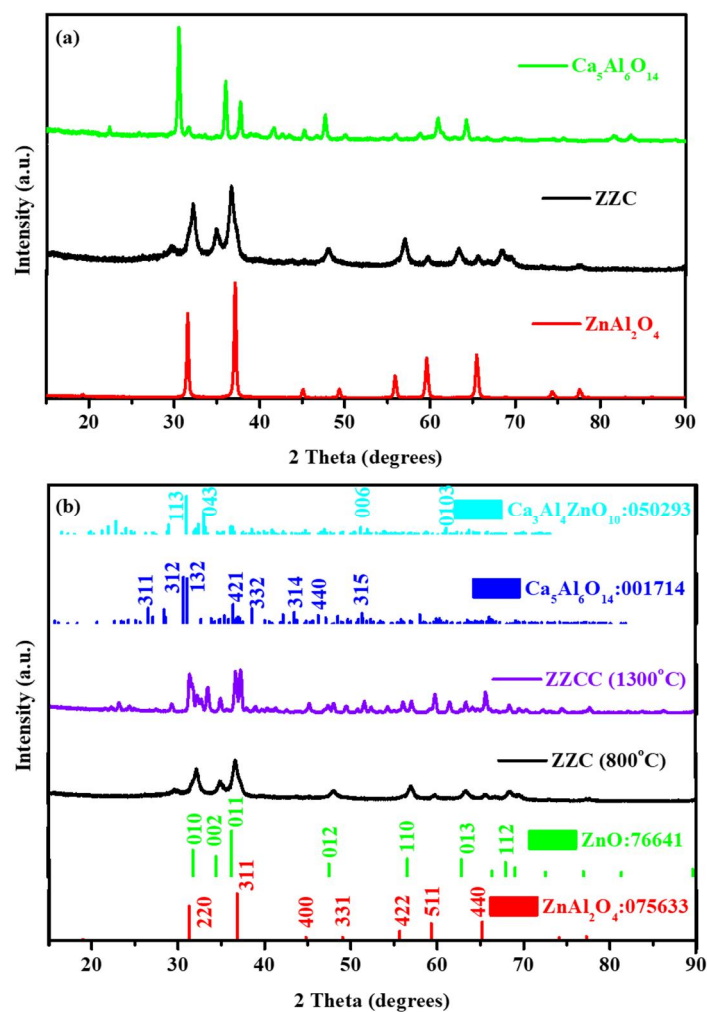 (a)
Ca₅Al₆O₁₄
ZZC
ZnAl₂O₄
Intensity (a.u.)
20 30 40 50 60 70 80 90
2 Theta (degrees)
(b)
113 043 006 0103
Ca₃Al₄ZnO₁₀:050293
311 312 132 421 332 314 440 315
Ca₅Al₆O₁₄:001714
ZZCC (1300°C)
ZZC (800°C)
010 002 011 012 110 013 112
ZnO:76641
220 311 400 331 422 511 440
ZnAl₂O₄:075633
Intensity (a.u.)
20 30 40 50 60 70 80 90
2 Theta (degrees)